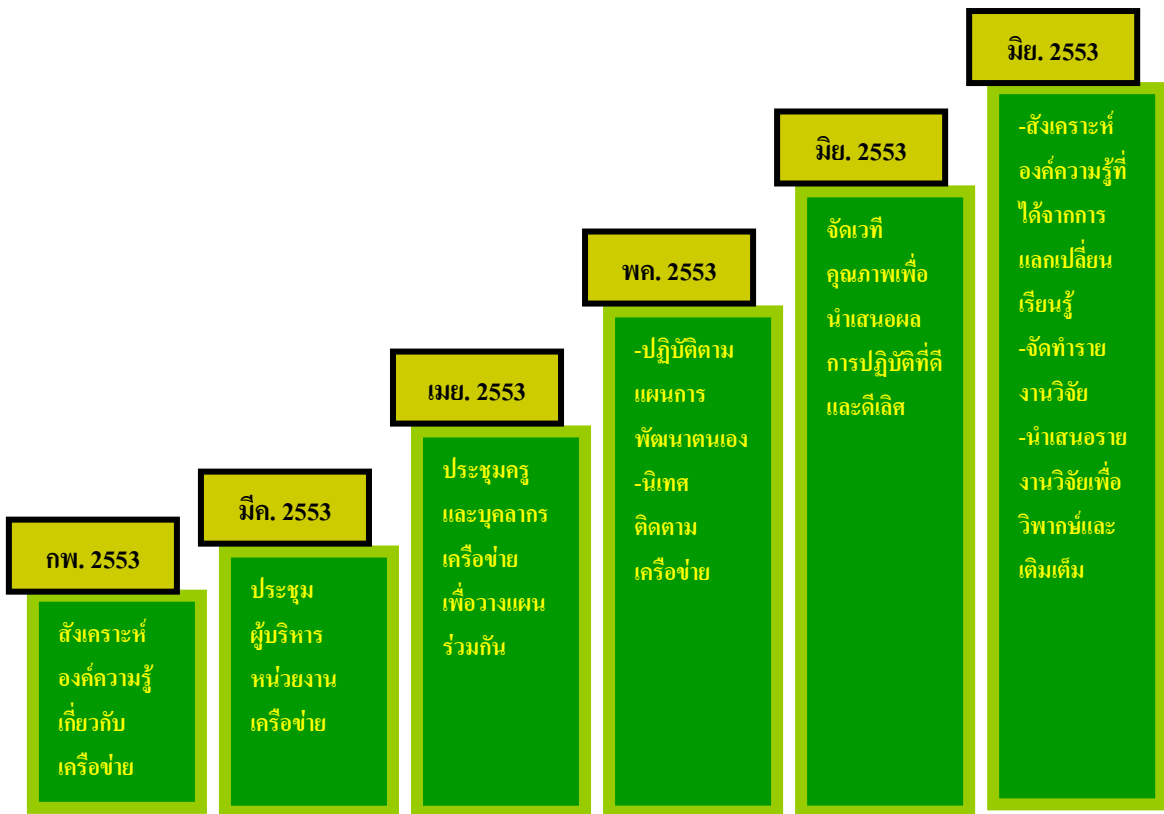 กพ. 2553
สังเคราะห์
องค์ความรู้
เกี่ยวกับ
เครือข่าย
มีค. 2553
ประชุม
ผู้บริหาร
หน่วยงาน
เครือข่าย
เมย. 2553
ประชุมครู
และบุคลากร
เครือข่าย
เพื่อวางแผน
ร่วมกัน
พค. 2553
-ปฏิบัติตาม
แผนการ
พัฒนาตนเอง
-นิเทศ
ติดตาม
เครือข่าย
มิย. 2553
จัดเวที
คุณภาพเพื่อ
นำเสนอผล
การปฏิบัติที่ดี
และดีเลิศ
มิย. 2553
-สังเคราะห์
องค์ความรู้ที่
ได้จากการ
แลกเปลี่ยน
เรียนรู้
-จัดทำราย
งานวิจัย
-นำเสนอราย
งานวิจัยเพื่อ
วิพากษ์และ
เติมเต็ม